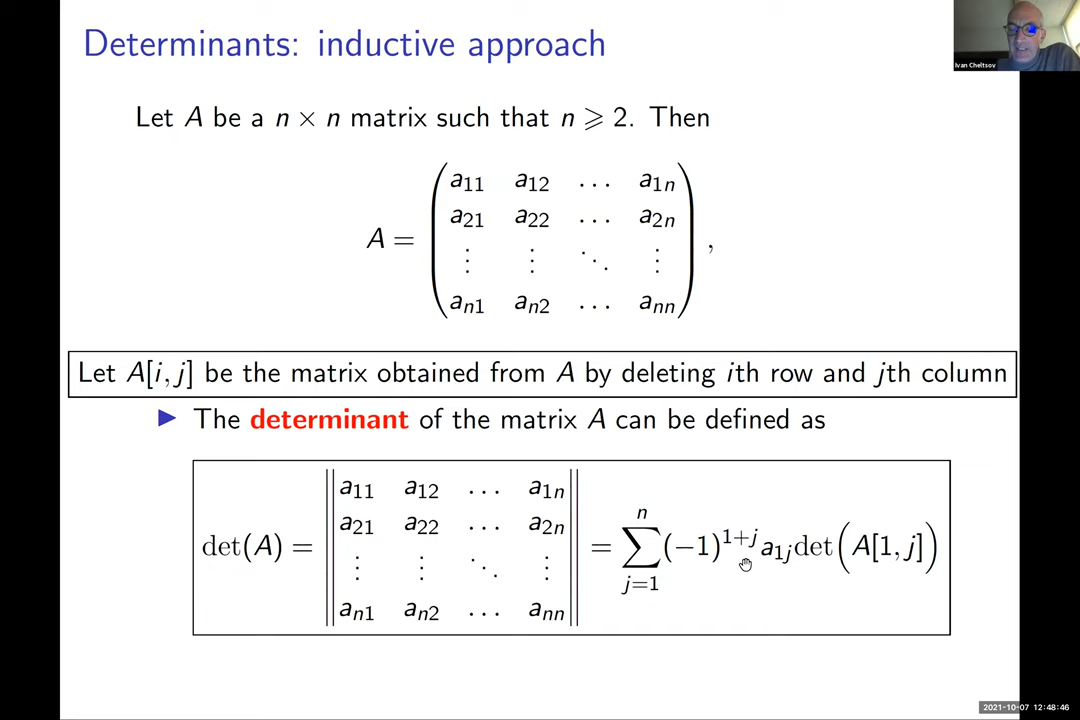 Determinants: inductive approach
Ivan Cheltsov
Let A be a n × n matrix such that n ⩾ 2. Then
a₁₁ a₁₂ … a₁ₙ
a₂₁ a₂₂ … a₂ₙ
A =
⋮ ⋮ ⋱ ⋮
,
aₙ₁ aₙ₂ … aₙₙ
Let A[i, j] be the matrix obtained from A by deleting ith row and jth column
▶ The determinant of the matrix A can be defined as
a₁₁ a₁₂ … a₁ₙ
a₂₁ a₂₂ … a₂ₙ
det(A) = ‖ ⋮ ⋮ ⋱ ⋮ ‖ = ∑ⱼ₌₁ⁿ (−1)¹⁺ʲ a₁ⱼdet(A[1, j])
aₙ₁ aₙ₂ … aₙₙ
2021-10-07 12:48:46